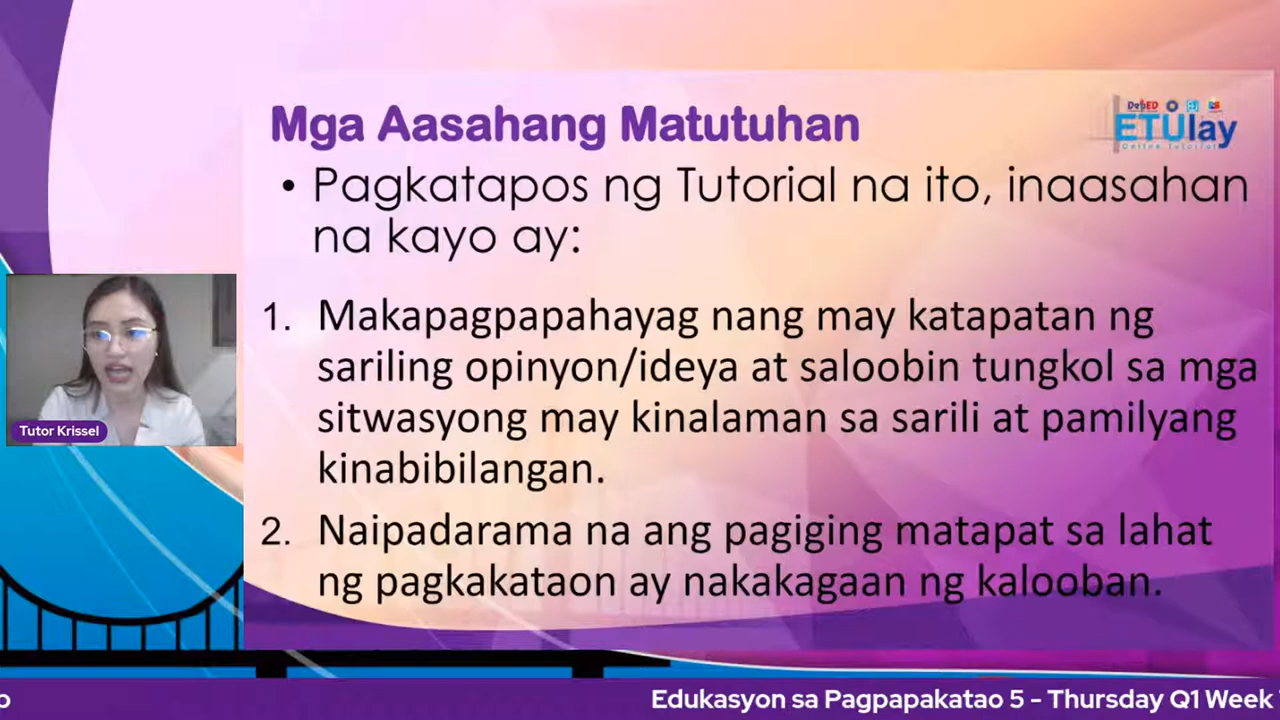 Mga Aasahang Matutuhan
DepED
ETUlay
Online Tutorial
• Pagkatapos ng Tutorial na ito, inaasahan
na kayo ay:
1. Makapagpapahayag nang may katapatan ng
sariling opinyon/ideya at saloobin tungkol sa mga
sitwasyong may kinalaman sa sarili at pamilyang
kinabibilangan.
2. Naipadarama na ang pagiging matapat sa lahat
ng pagkakataon ay nakakagaan ng kalooban.
Tutor Krissel
Edukasyon sa Pagpapakatao 5 - Thursday Q1 Week